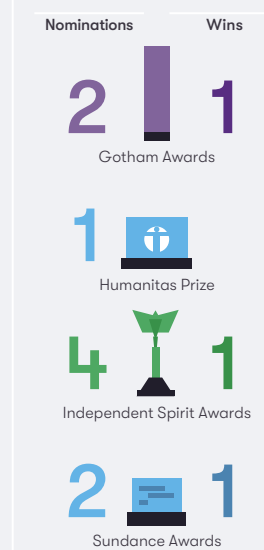 Nominations Wins
2 1
Gotham Awards
1
Humanitas Prize
4 1
Independent Spirit Awards
2 1
Sundance Awards